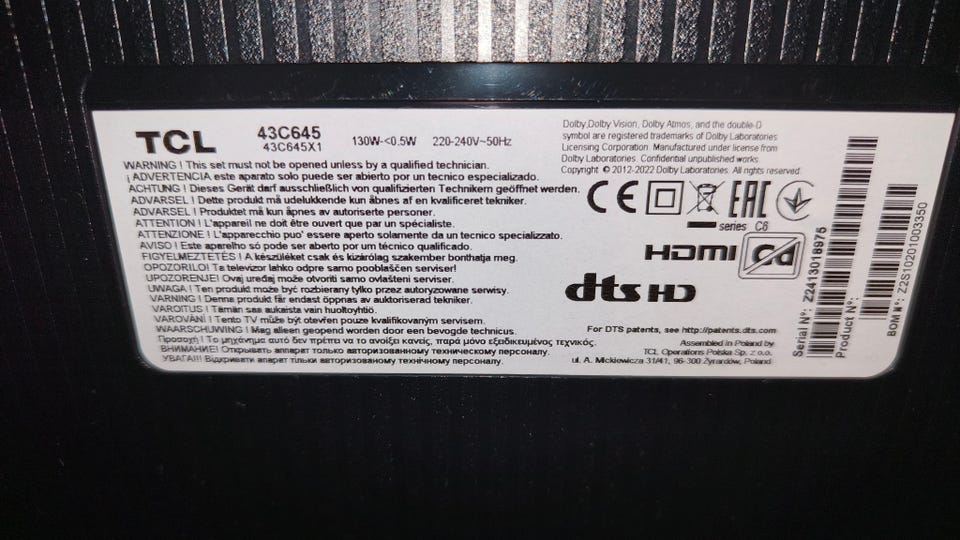 TCL
43C645
43C645X1
130W-<0.5W 220-240V~50Hz
WARNING ! This set must not be opened unless by a qualified technician.
¡ ADVERTENCIA este aparato solo puede ser abierto por un tecnico especializado.
ACHTUNG ! Dieses Gerät darf ausschließlich von qualifizierten Technikern geöffnet werden.
ADVARSEL ! Dette produkt må udelukkende kun åbnes af en kvalificeret tekniker.
ADVARSEL ! Produktet må kun åpnes av autoriserte personer.
ATTENTION ! L'appareil ne doit être ouvert que par un spécialiste.
ATTENZIONE ! L'apparecchio puo' essere aperto solamente da un tecnico specializzato.
AVISO ! Este aparelho só pode ser aberto por um técnico qualificado.
FIGYELMEZTETÉS ! A készüléket csak és kizárólag szakember bonthatja meg.
OPOZORILO! Ta televizor lahko odpre samo pooblaščen serviser!
UPOZORENJE! Ovaj uređaj može otvoriti samo ovlašteni serviser!
UWAGA ! Ten produkt może być rozbierany tylko przez autoryzowane serwisy.
VARNING ! Denna produkt får endast öppnas av auktoriserad tekniker.
VAROITUS ! Tämän saa aukaista vain huoltoyhtiö.
VAROVÁNÍ ! Tento TV může být otevřen pouze kvalifikovaným servisem.
WAARSCHUWING ! Mag alleen geopend worden door een bevoegde technicus.
Προσοχή ! Το μηχάνημα αυτό δεν πρέπει να το ανοίξει κανείς, παρά μόνο εξειδικευμένος τεχνικός.
ВНИМАНИЕ! Открывать аппарат только авторизованному техническому персоналу.
УВАГА!!! Відкривати апарат тільки авторизованному технічному персоналу.
Dolby,Dolby Vision, Dolby Atmos, and the double-D
symbol are registered trademarks of Dolby Laboratories
Licensing Corporation. Manufactured under license from
Dolby Laboratories. Confidential unpublished works.
Copyright © 2012-2022 Dolby Laboratories. All rights reserved.
CE EAC
series C6
HDMI Cd
dts HD
For DTS patents, see http://patents.dts.com
Assembled in Poland by
TCL Operations Polska Sp. z o.o.
ul. A. Mickiewicza 31/41, 96-300 Żyrardów, Poland
Serial N°: Z2413018975
Product N°:
BOM N°: Z2S10201003350